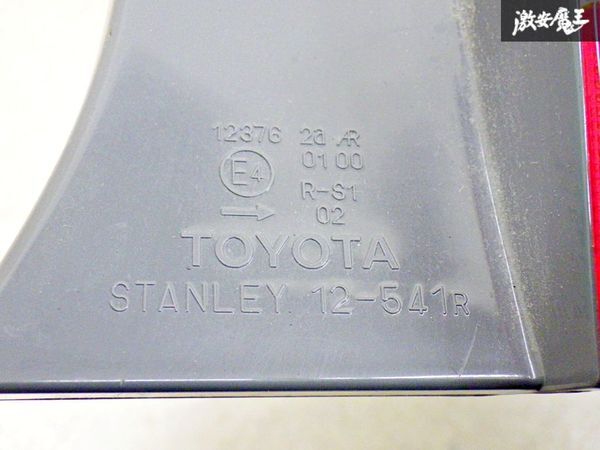 激安魔王
12376 2a AR
E4 01 00
R-S1
→ 02
TOYOTA
STANLEY 12-541R